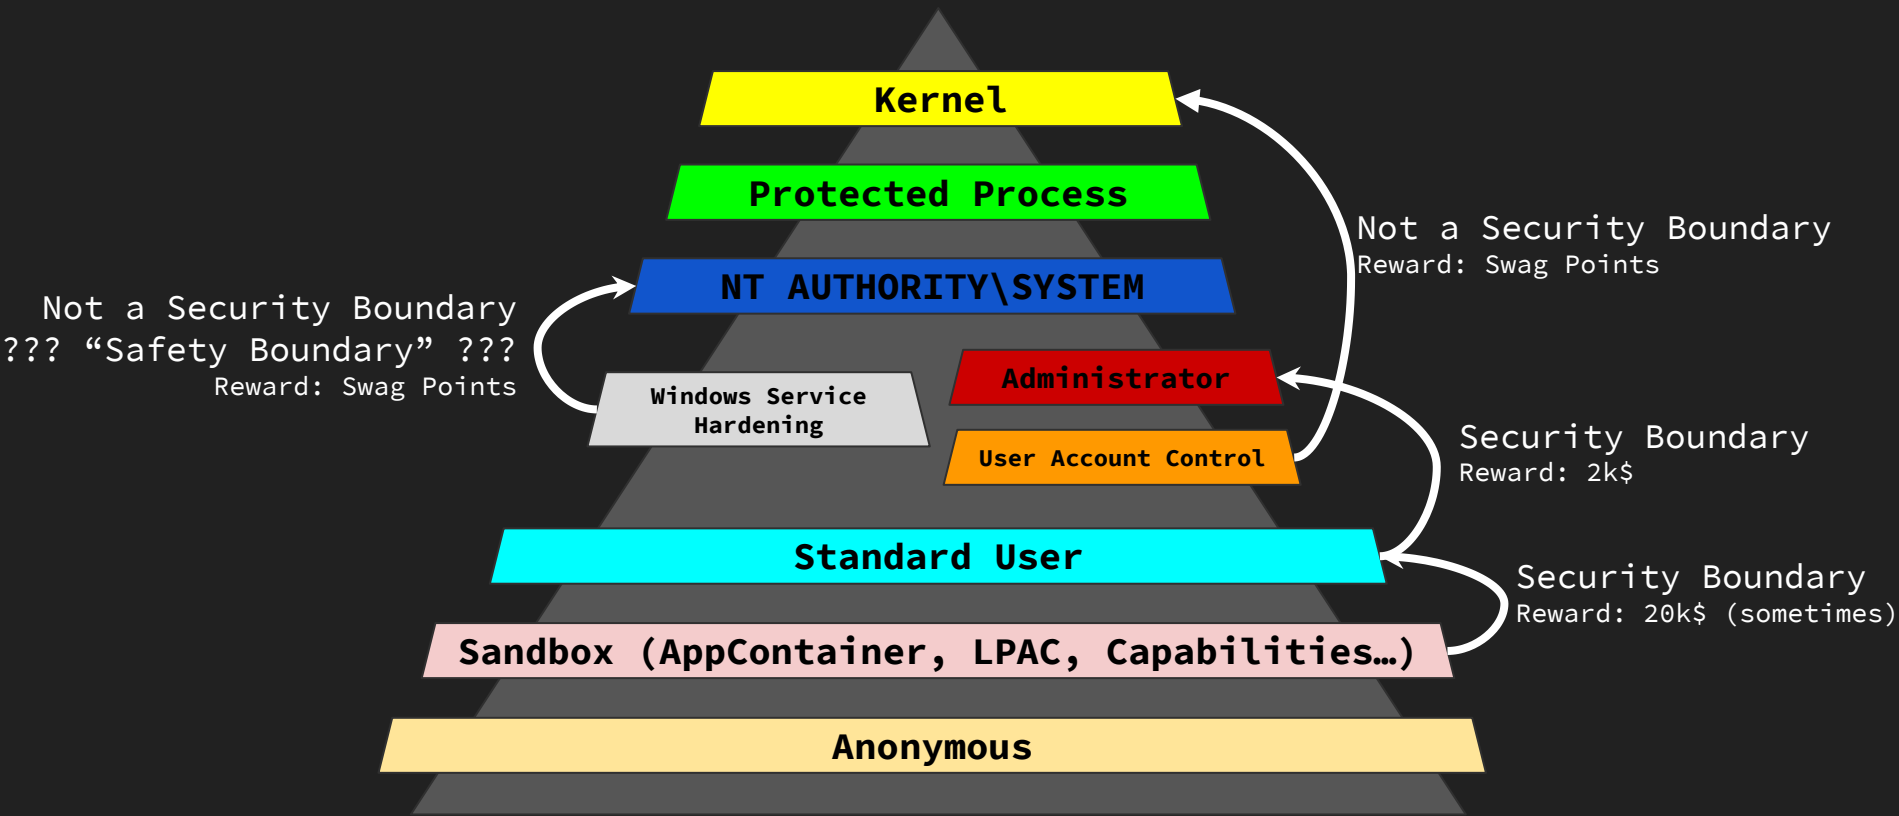 Kernel
Protected Process
Not a Security Boundary
Reward: Swag Points
NT AUTHORITY\SYSTEM
Not a Security Boundary
??? “Safety Boundary” ???
Reward: Swag Points
Administrator
Windows Service
Hardening
User Account Control
Security Boundary
Reward: 2k$
Standard User
Security Boundary
Reward: 20k$ (sometimes)
Sandbox (AppContainer, LPAC, Capabilities…)
Anonymous